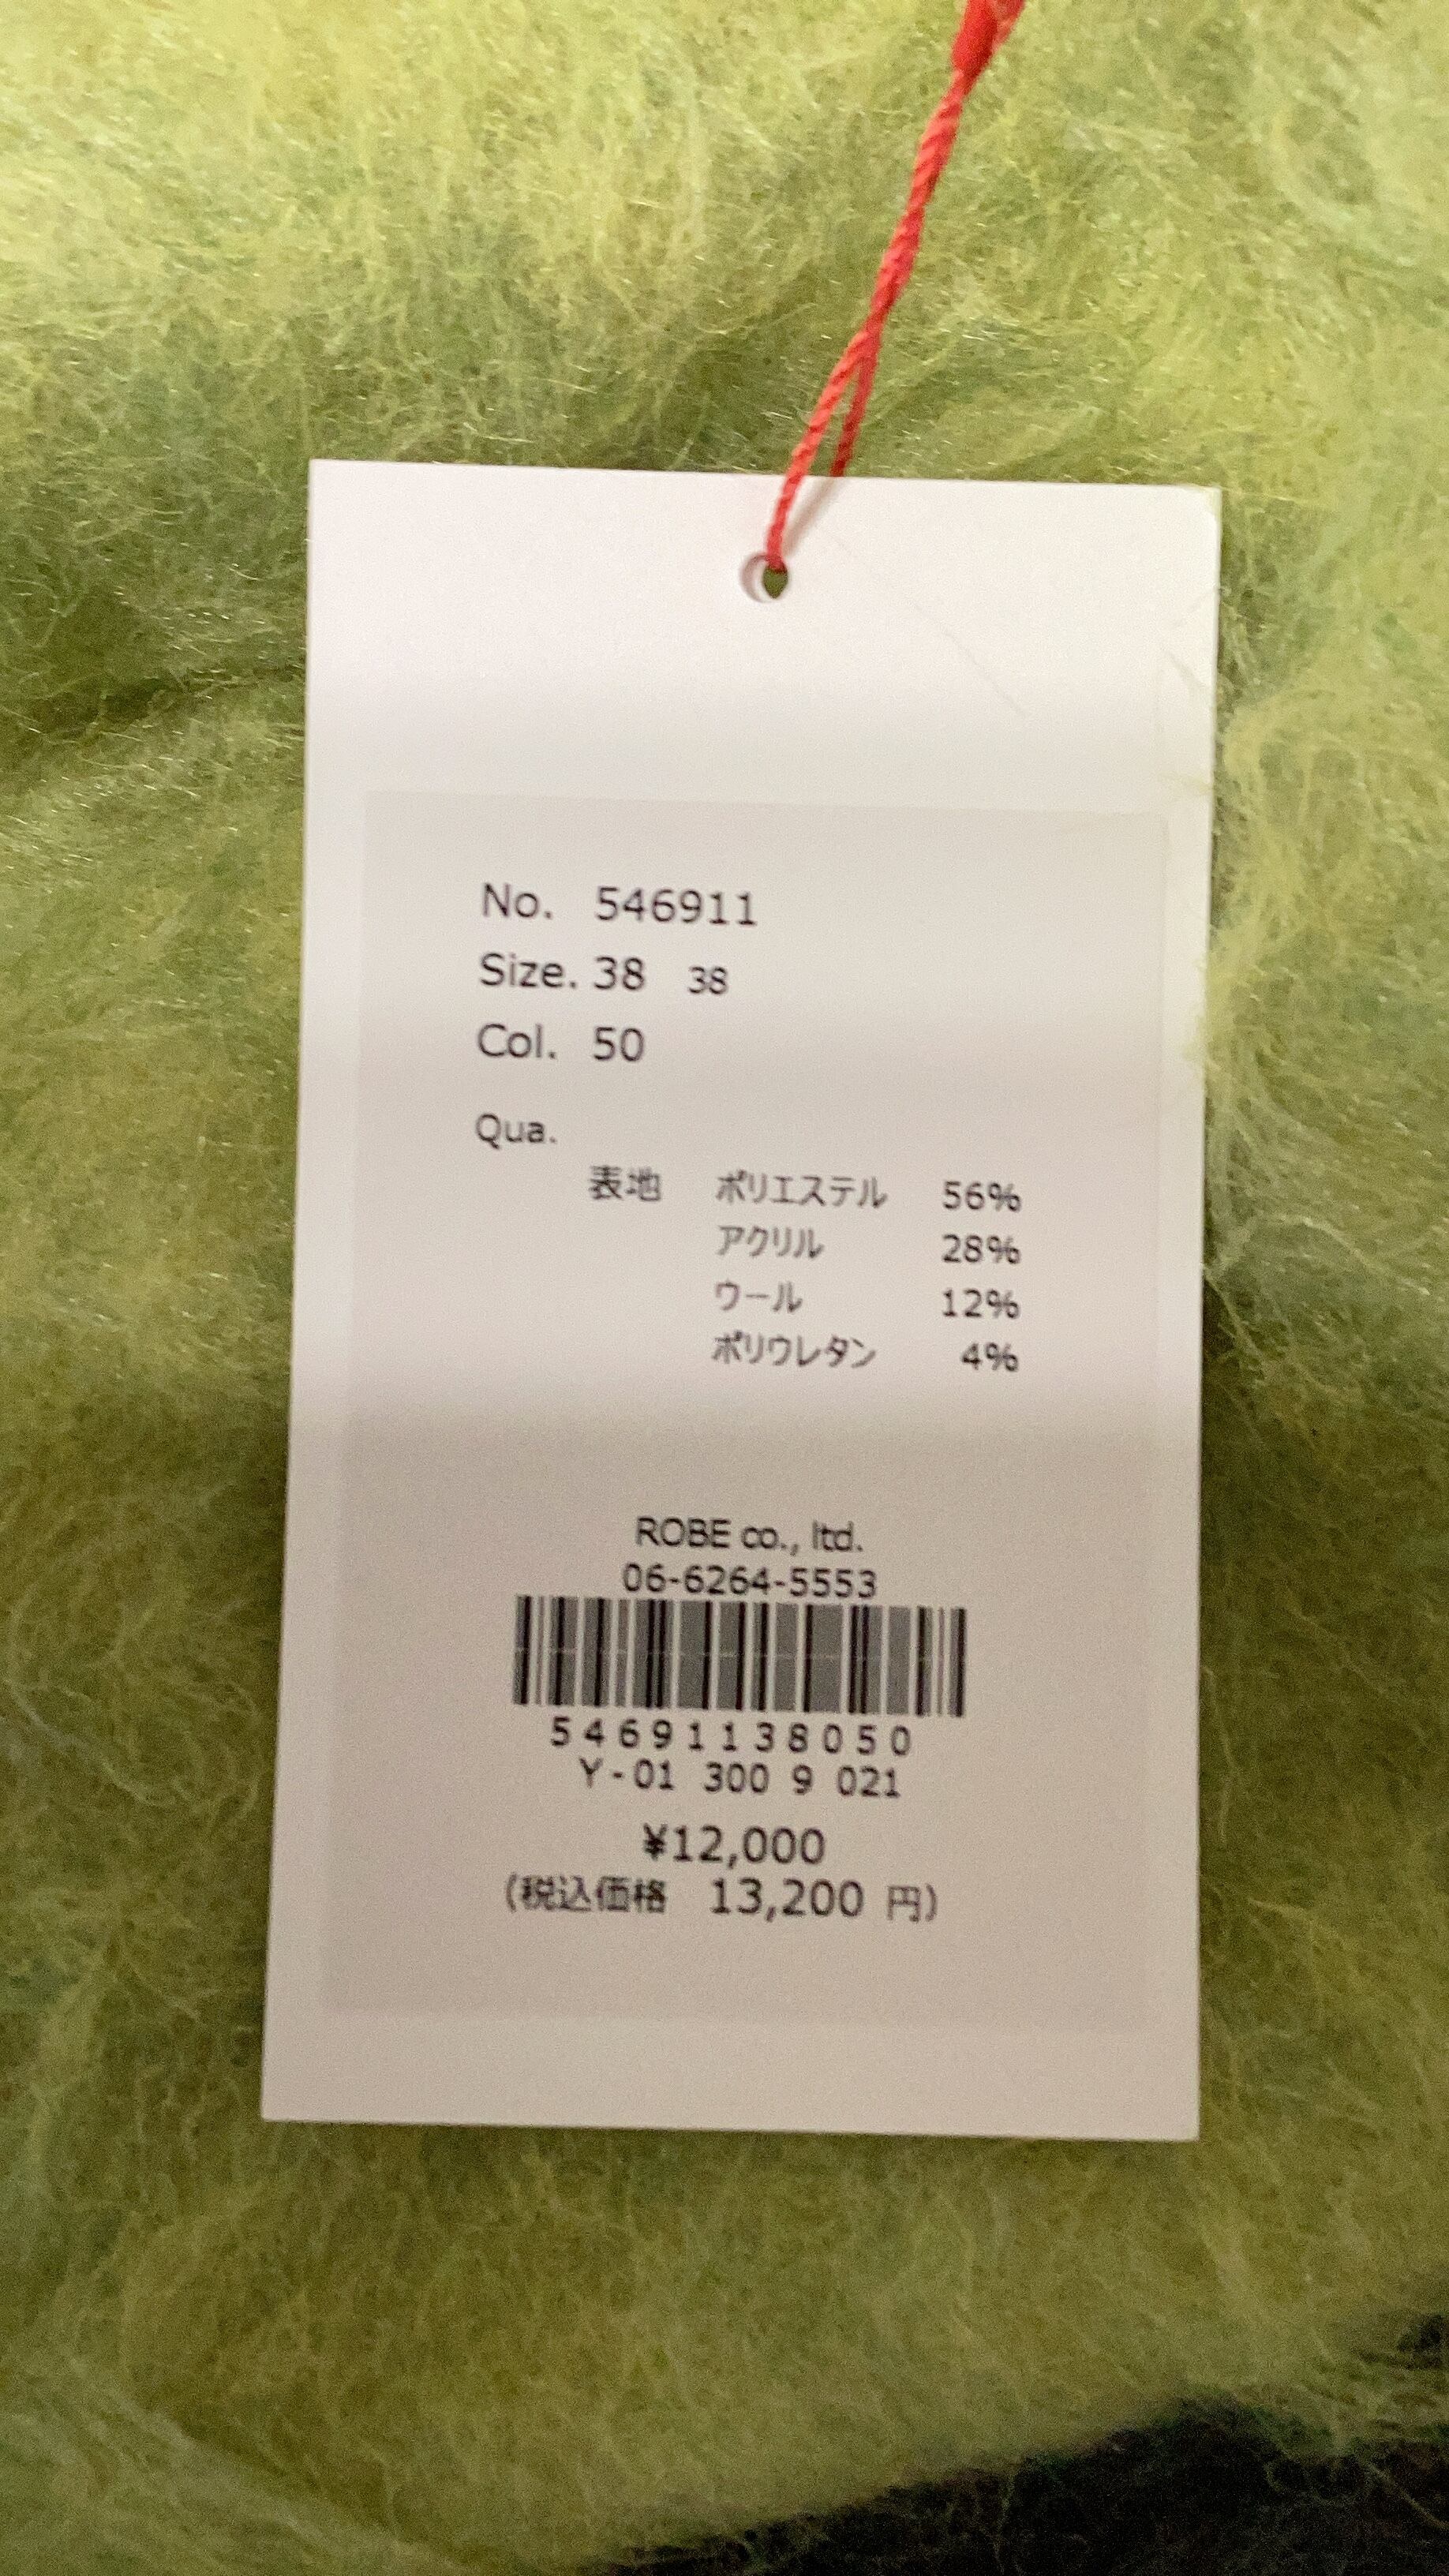 No. 546911
Size. 38 38
Col. 50
Qua.
表地 ポリエステル 56%
アクリル 28%
ウール 12%
ポリウレタン 4%
ROBE co., ltd.
06-6264-5553
54691138050
Y-01 300 9 021
¥12,000
(税込価格 13,200 円)